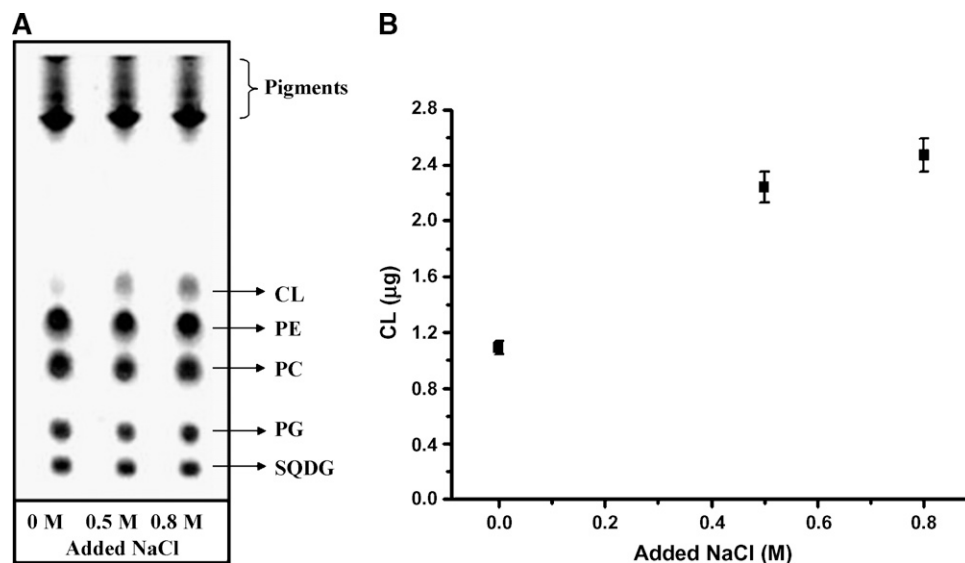 A
Pigments
CL
PE
PC
PG
SQDG
0 M 0.5 M 0.8 M
Added NaCl
B
CL (µg)
2.8
2.4
2.0
1.6
1.2
0.8
0.4
0.0
0.0 0.2 0.4 0.6 0.8
Added NaCl (M)